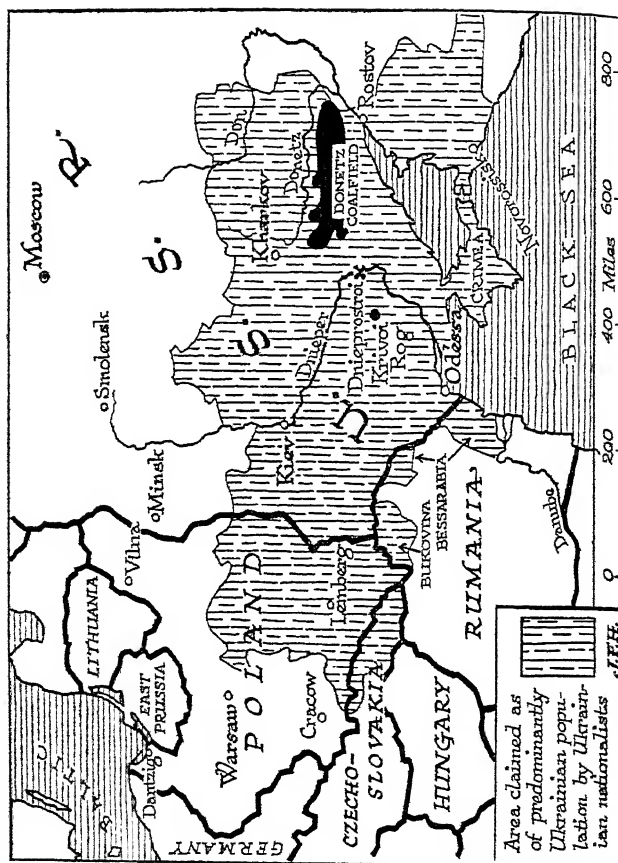 Moscow
U. S. S. R.
Smolensk
LITHUANIA
Vilna
Minsk
EAST
PRUSSIA
Dantzig
GERMANY
Warsaw
POLAND
Cracow
Lemberg
Kiev
Dnieper
Kharkov
Don
Donetz
DONETZ
COALFIELD
Rostov
Dnieprostroi
Krivoi
Rog
Odessa
CRIMEA
Novorossisk
BLACK SEA
CZECHO-
SLOVAKIA
HUNGARY
BUKOVINA
BESSARABIA
RUMANIA
Danube
0 200 400 Miles 600 800
Area claimed as
of predominantly
Ukrainian popu-
lation by Ukrain-
ian nationalists
J.F.H.